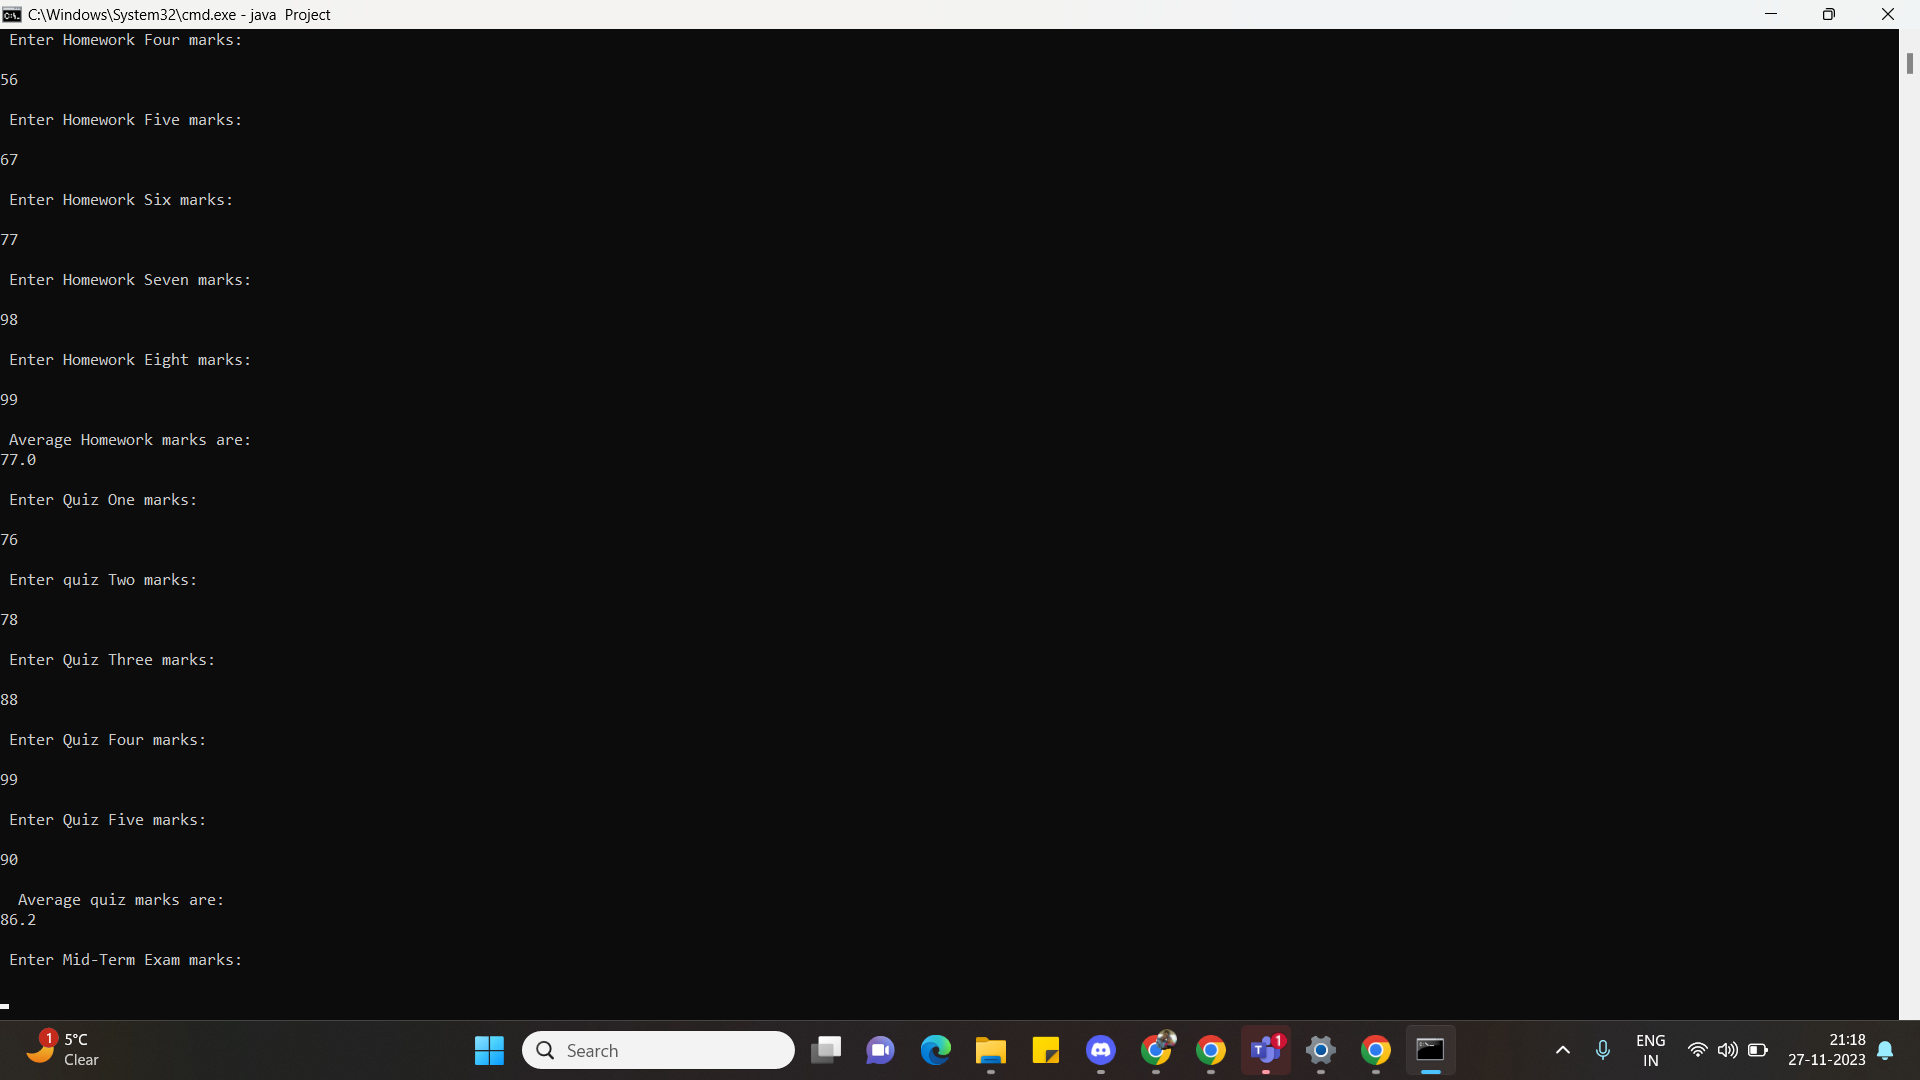 C:\Windows\System32\cmd.exe - java  Project
Enter Homework Four marks:
56
Enter Homework Five marks:
67
Enter Homework Six marks:
77
Enter Homework Seven marks:
98
Enter Homework Eight marks:
99
Average Homework marks are:
77.0
Enter Quiz One marks:
76
Enter quiz Two marks:
78
Enter Quiz Three marks:
88
Enter Quiz Four marks:
99
Enter Quiz Five marks:
90
Average quiz marks are:
86.2
Enter Mid-Term Exam marks:
1
5°C
Clear
Search
1
ENG
IN
21:18
27-11-2023